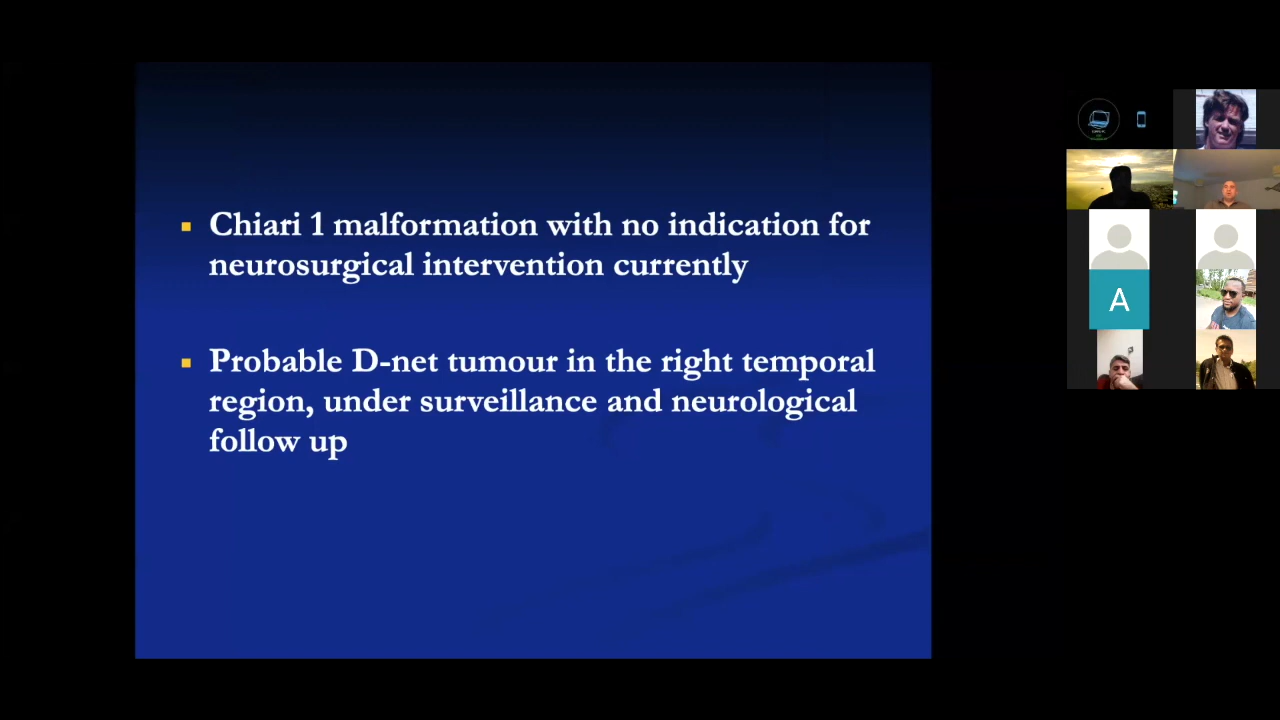 Chiari 1 malformation with no indication for
neurosurgical intervention currently
Probable D-net tumour in the right temporal
region, under surveillance and neurological
follow up
A